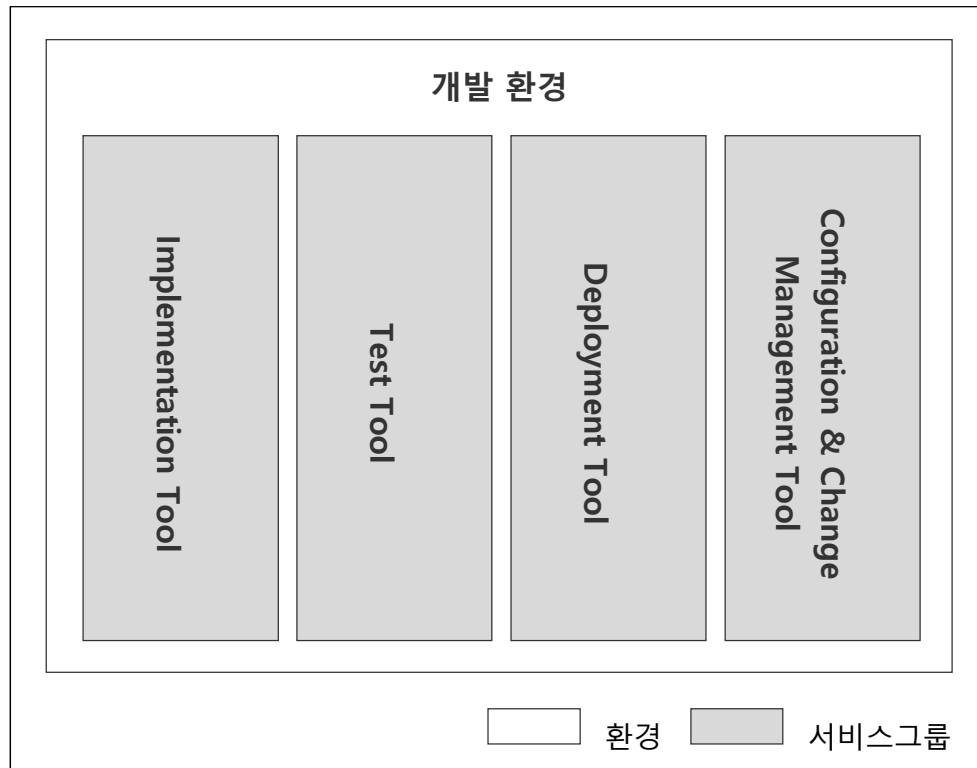 개발 환경
Implementation Tool
Test Tool
Deployment Tool
Configuration & Change
Management Tool
환경
서비스그룹